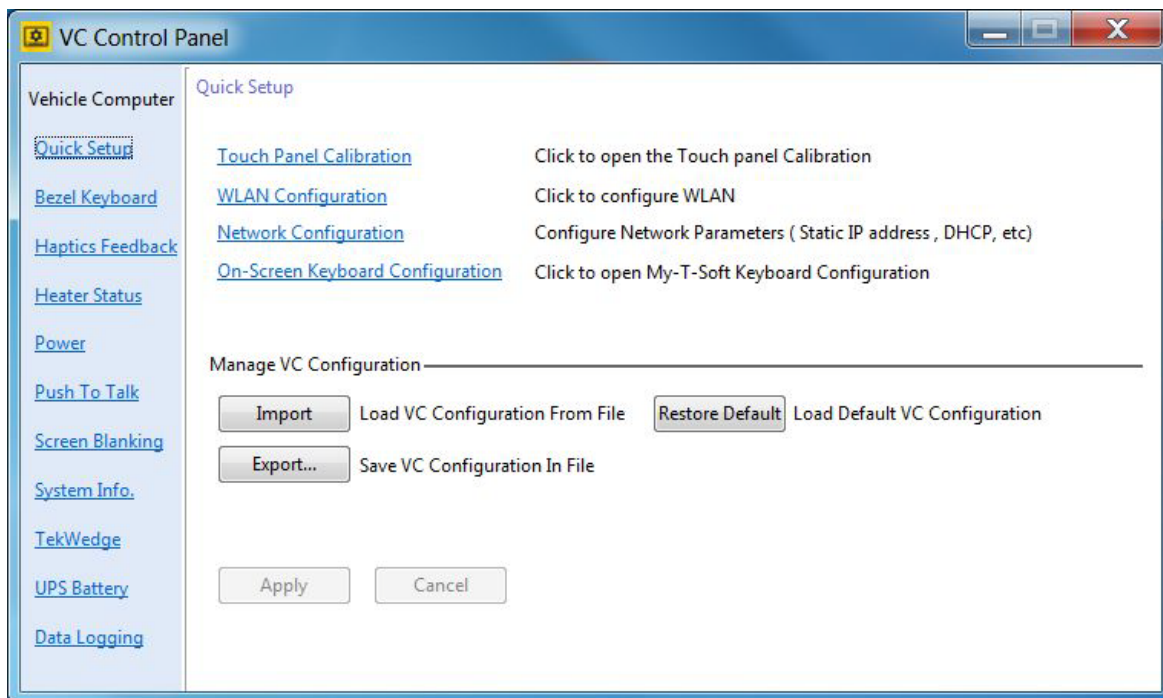 VC Control Panel
Vehicle Computer
Quick Setup
Bezel Keyboard
Haptics Feedback
Heater Status
Power
Push To Talk
Screen Blanking
System Info.
TekWedge
UPS Battery
Data Logging
Quick Setup
Touch Panel Calibration Click to open the Touch panel Calibration
WLAN Configuration Click to configure WLAN
Network Configuration Configure Network Parameters ( Static IP address , DHCP, etc)
On-Screen Keyboard Configuration Click to open My-T-Soft Keyboard Configuration
Manage VC Configuration
Import Load VC Configuration From File Restore Default Load Default VC Configuration
Export... Save VC Configuration In File
Apply Cancel